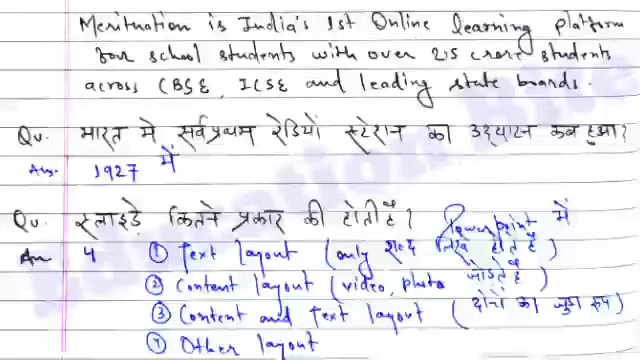 Meritnation is India's 1st Online learning platform
for school students with over 2.5 crore students
across CBSE, ICSE and leading state brands.
Qu. भारत मे सर्वप्रथम रेडियों स्टेशन का उद्घाटन कब हुआ?
Ans. 1927 में
Qu. स्लाइडे कितने प्रकार की होती है? Powerpoint में
An 4 ① Text layout (only शब्द लिखे होते है)
② Content layout (video, photo जोडते है)
③ Content and Text layout (दोनों का जुडा रूप)
④ Other layout